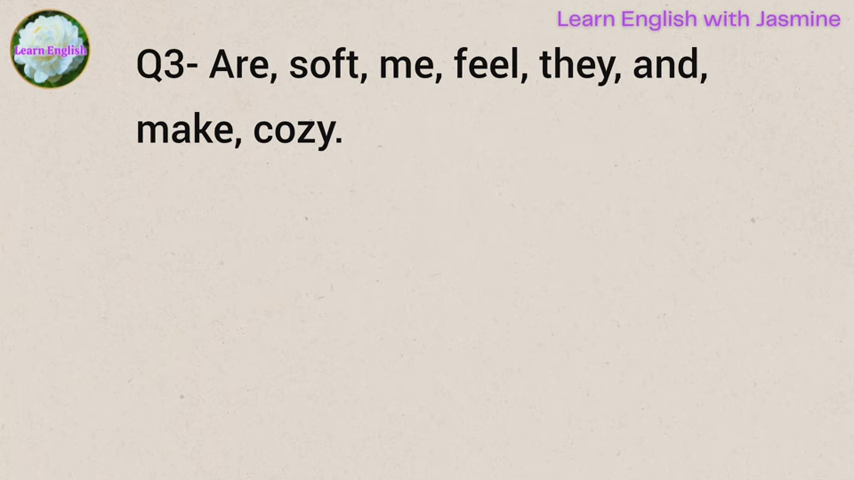 Learn English with Jasmine
Learn English
Q3- Are, soft, me, feel, they, and,
make, cozy.